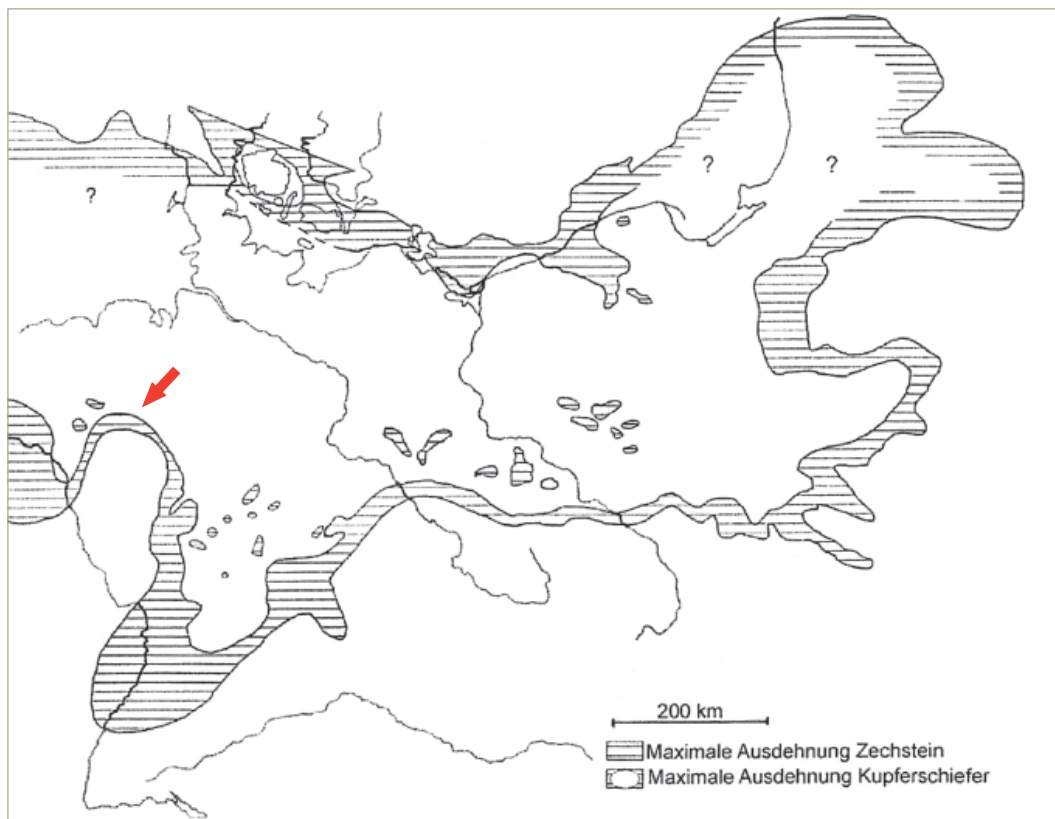 ?
? ?
200 km
Maximale Ausdehnung Zechstein
Maximale Ausdehnung Kupferschiefer